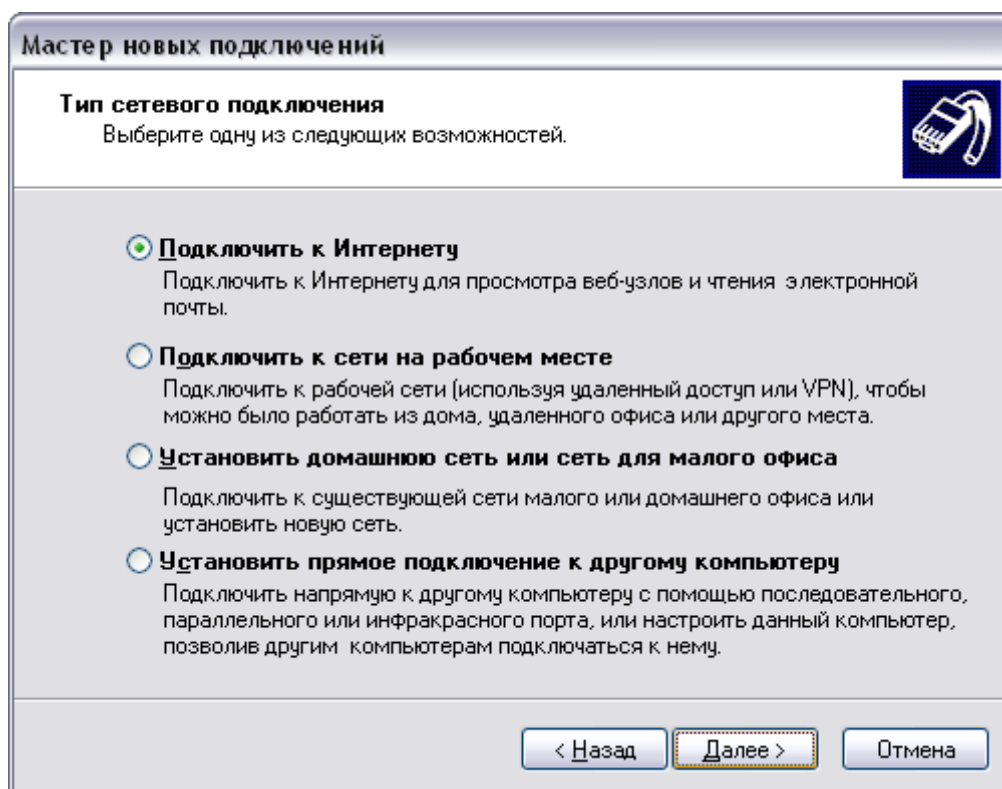 Мастер новых подключений
Тип сетевого подключения
Выберите одну из следующих возможностей.
Подключить к Интернету
Подключить к Интернету для просмотра веб-узлов и чтения электронной
почты.
Подключить к сети на рабочем месте
Подключить к рабочей сети (используя удаленный доступ или VPN), чтобы
можно было работать из дома, удаленного офиса или другого места.
Установить домашнюю сеть или сеть для малого офиса
Подключить к существующей сети малого или домашнего офиса или
установить новую сеть.
Установить прямое подключение к другому компьютеру
Подключить напрямую к другому компьютеру с помощью последовательного,
параллельного или инфракрасного порта, или настроить данный компьютер,
позволив другим компьютерам подключаться к нему.
< Назад Далее > Отмена